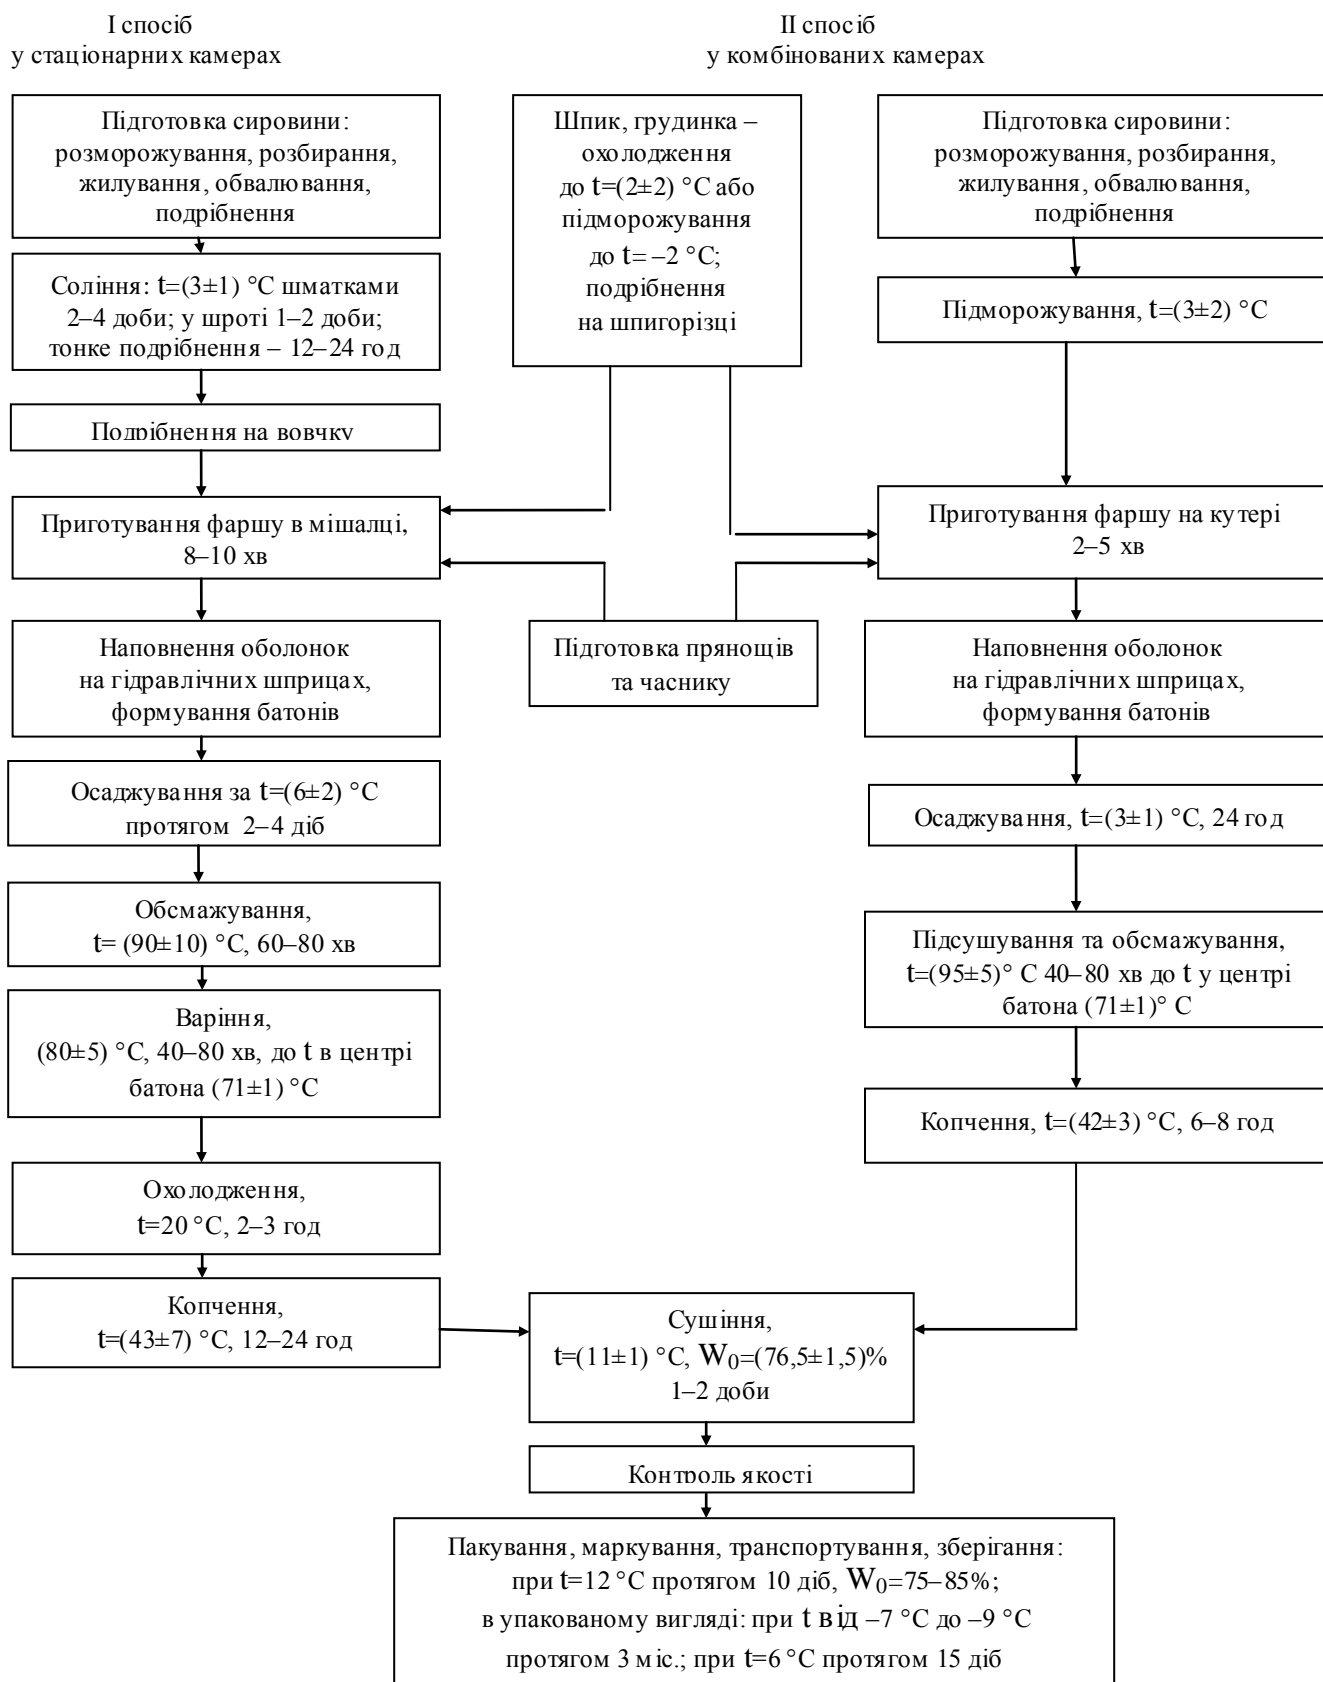 І спосіб
у стаціонарних камерах
ІІ спосіб
у комбінованих камерах
Підготовка сировини:
розморожування, розбирання,
жилування, обвалювання,
подрібнення
Соління: t=(3±1) °С шматками
2–4 доби; у шроті 1–2 доби;
тонке подрібнення – 12–24 год
Подрібнення на вовчку
Приготування фаршу в мішалці,
8–10 хв
Наповнення оболонок
на гідравлічних шприцах,
формування батонів
Осаджування за t=(6±2) °С
протягом 2–4 діб
Обсмажування,
t= (90±10) °С, 60–80 хв
Варіння,
(80±5) °С, 40–80 хв, до t в центрі
батона (71±1) °С
Охолодження,
t=20 °С, 2–3 год
Копчення,
t=(43±7) °С, 12–24 год
Шпик, грудинка –
охолодження
до t=(2±2) °С або
підморожування
до t= –2 °С;
подрібнення
на шпигорізці
Підготовка прянощів
та часнику
Підготовка сировини:
розморожування, розбирання,
жилування, обвалювання,
подрібнення
Підморожування, t=(3±2) °С
Приготування фаршу на кутері
2–5 хв
Наповнення оболонок
на гідравлічних шприцах,
формування батонів
Осаджування, t=(3±1) °С, 24 год
Підсушування та обсмажування,
t=(95±5)° С 40–80 хв до t у центрі
батона (71±1)° С
Копчення, t=(42±3) °С, 6–8 год
Сушіння,
t=(11±1) °С, W₀=(76,5±1,5)%
1–2 доби
Контроль якості
Пакування, маркування, транспортування, зберігання:
при t=12 °С протягом 10 діб, W₀=75–85%;
в упакованому вигляді: при t від –7 °С до –9 °С
протягом 3 міс.; при t=6 °С протягом 15 діб